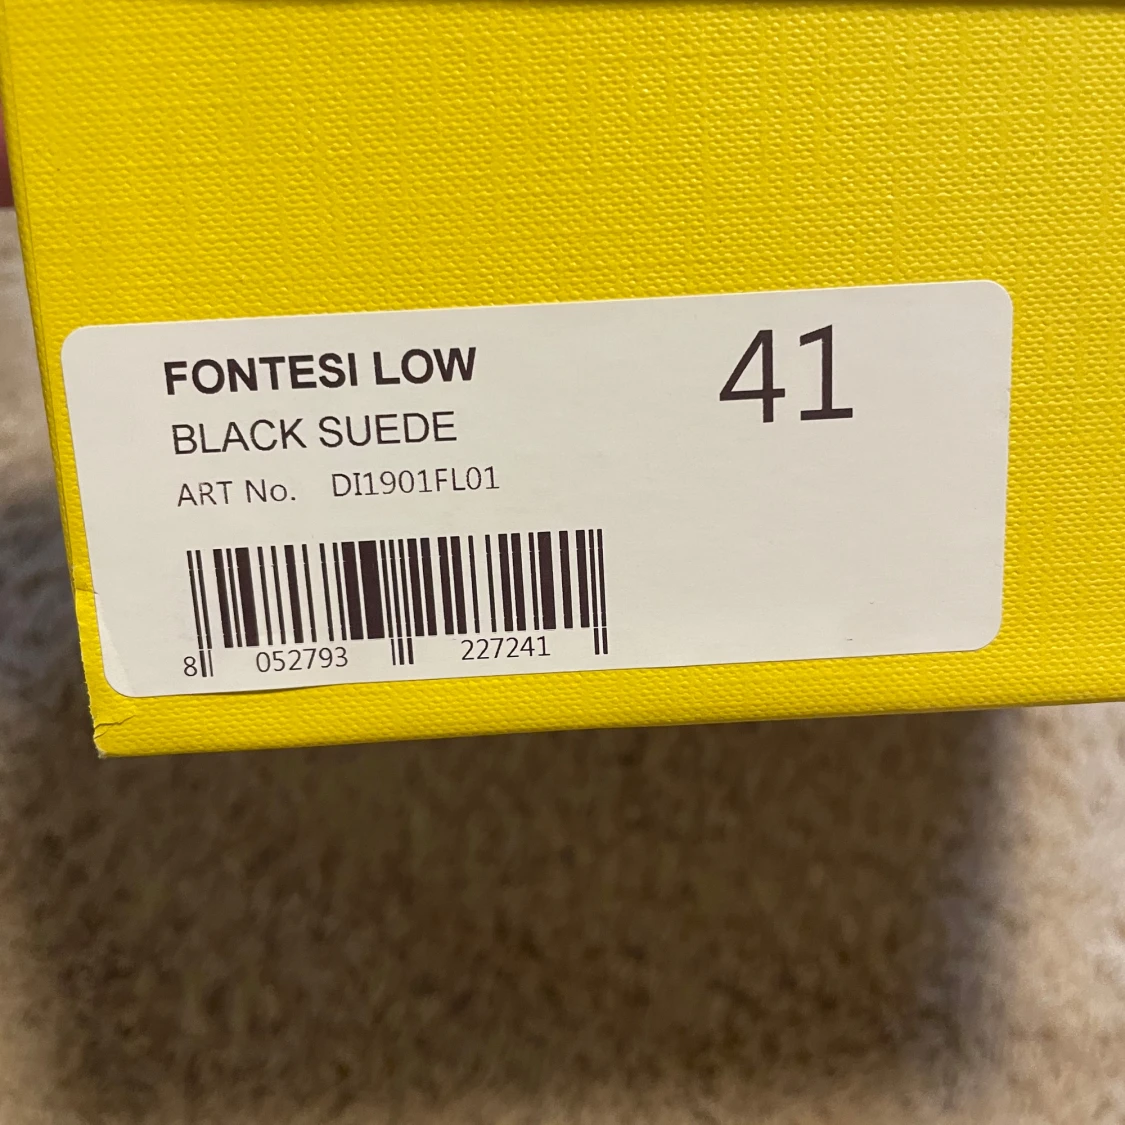 FONTESI LOW
41
BLACK SUEDE
ART No. DI1901FL01
8 052793 227241